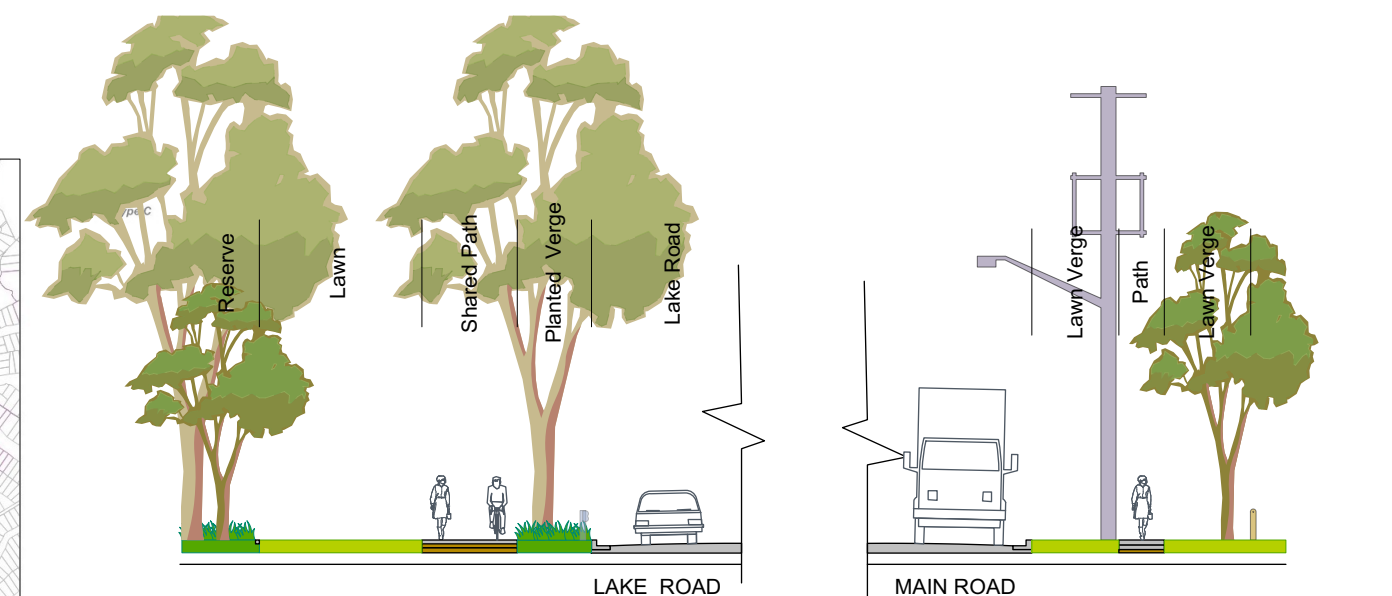 Reserve
Lawn
Shared Path
Planted Verge
Lake Road
Lawn Verge
Path
Lawn Verge
LAKE ROAD
MAIN ROAD